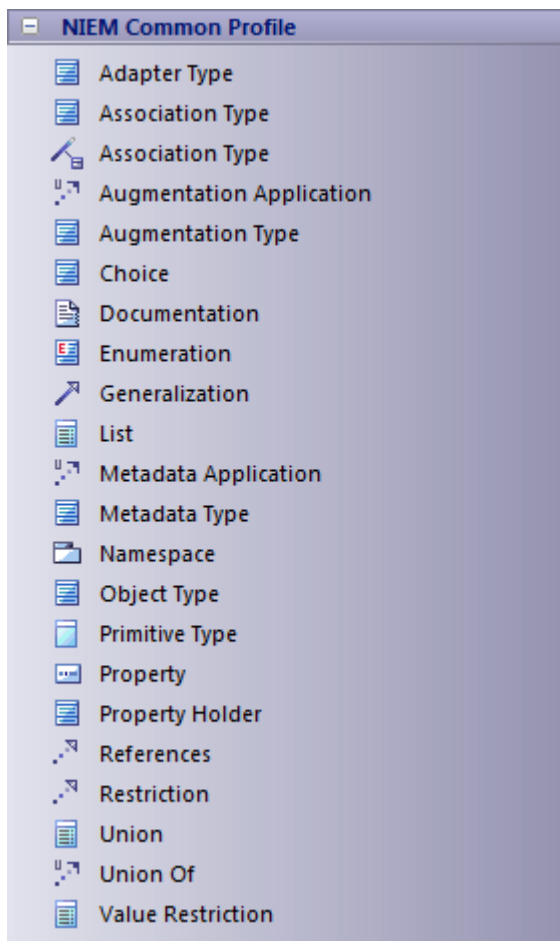 NIEM Common Profile
Adapter Type
Association Type
Association Type
Augmentation Application
Augmentation Type
Choice
Documentation
Enumeration
Generalization
List
Metadata Application
Metadata Type
Namespace
Object Type
Primitive Type
Property
Property Holder
References
Restriction
Union
Union Of
Value Restriction